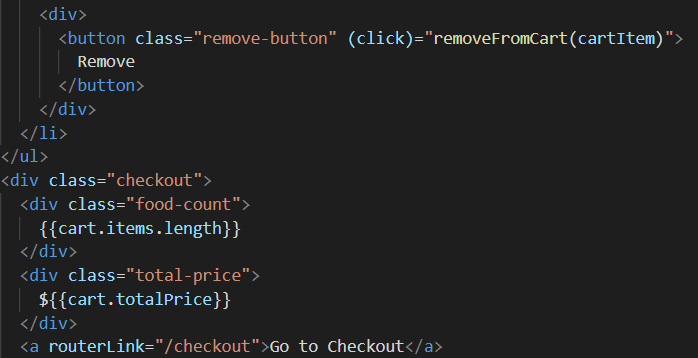 <div>
<button class="remove-button" (click)="removeFromCart(cartItem)">
Remove
</button>
</div>
</li>
</ul>
<div class="checkout">
<div class="food-count">
{{cart.items.length}}
</div>
<div class="total-price">
${{cart.totalPrice}}
</div>
<a routerLink="/checkout">Go to Checkout</a>